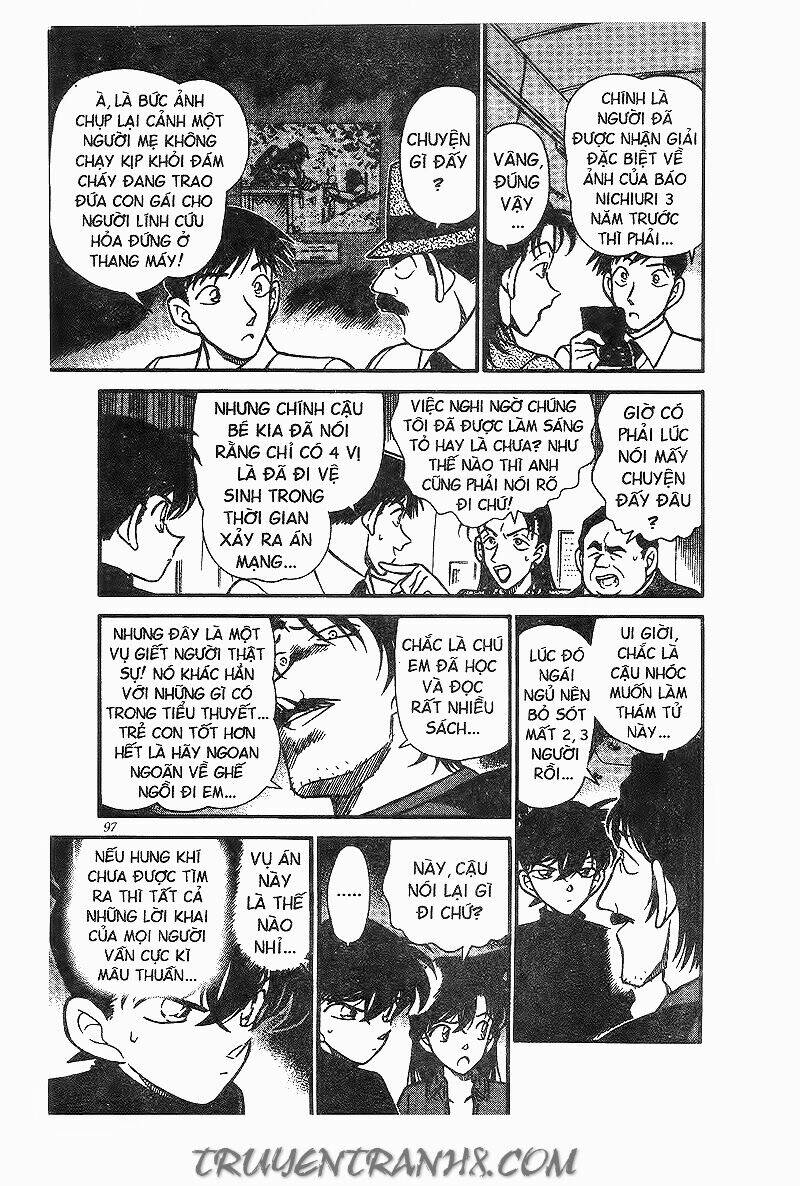 CHÍNH LÀ
NGƯỜI ĐÃ
ĐƯỢC NHẬN GIẢI
ĐẶC BIỆT VỀ
ẢNH CỦA BÁO
NICHIURI 3
NĂM TRƯỚC
THÌ PHẢI...
VÂNG,
ĐÚNG
VẬY
...
CHUYỆN
GÌ ĐẤY
?
À, LÀ BỨC ẢNH
CHỤP LẠI CẢNH MỘT
NGƯỜI MẸ KHÔNG
CHẠY KỊP KHỎI ĐÁM
CHÁY ĐANG TRAO
ĐỨA CON GÁI CHO
NGƯỜI LÍNH CỨU
HỎA ĐỨNG Ở
THANG MÁY!
GIỜ CÓ
PHẢI LÚC
NÓI MẤY
CHUYỆN
ĐẤY ĐÂU
?
VIỆC NGHI NGỜ CHÚNG
TÔI ĐÃ ĐƯỢC LÀM SÁNG
TỎ HAY LÀ CHƯA? NHƯ
THẾ NÀO THÌ ANH
CŨNG PHẢI NÓI RÕ
ĐI CHỨ!
NHƯNG CHÍNH CẬU
BÉ KIA ĐÃ NÓI
RẰNG CHỈ CÓ 4 VỊ
LÀ ĐÃ ĐI VỆ
SINH TRONG
THỜI GIAN
XẢY RA ÁN
MẠNG...
UI GIỜI,
CHẮC LÀ
CẬU NHÓC
MUỐN LÀM
THÁM TỬ
NÀY...
LÚC ĐÓ
NGÁI
NGỦ NÊN
BỎ SÓT
MẤT 2, 3
NGƯỜI
RỒI...
CHẮC LÀ CHÚ
EM ĐÃ HỌC
VÀ ĐỌC
RẤT NHIỀU
SÁCH...
NHƯNG ĐÂY LÀ MỘT
VỤ GIẾT NGƯỜI THẬT
SỰ! NÓ KHÁC HẲN
VỚI NHỮNG GÌ CÓ
TRONG TIỂU THUYẾT...
TRẺ CON TỐT HƠN
HẾT LÀ HÃY NGOAN
NGOÃN VỀ GHẾ
NGỒI ĐI EM...
97
NÀY, CẬU
NÓI LẠI GÌ
ĐI CHỨ?
.....
VỤ ÁN
NÀY
LÀ THẾ
NÀO
NHỈ...
NẾU HUNG KHÍ
CHƯA ĐƯỢC TÌM
RA THÌ TẤT CẢ
NHỮNG LỜI KHAI
CỦA MỌI NGƯỜI
VẪN CỰC KÌ
MÂU THUẪN...
TRUYENTRANH8.COM